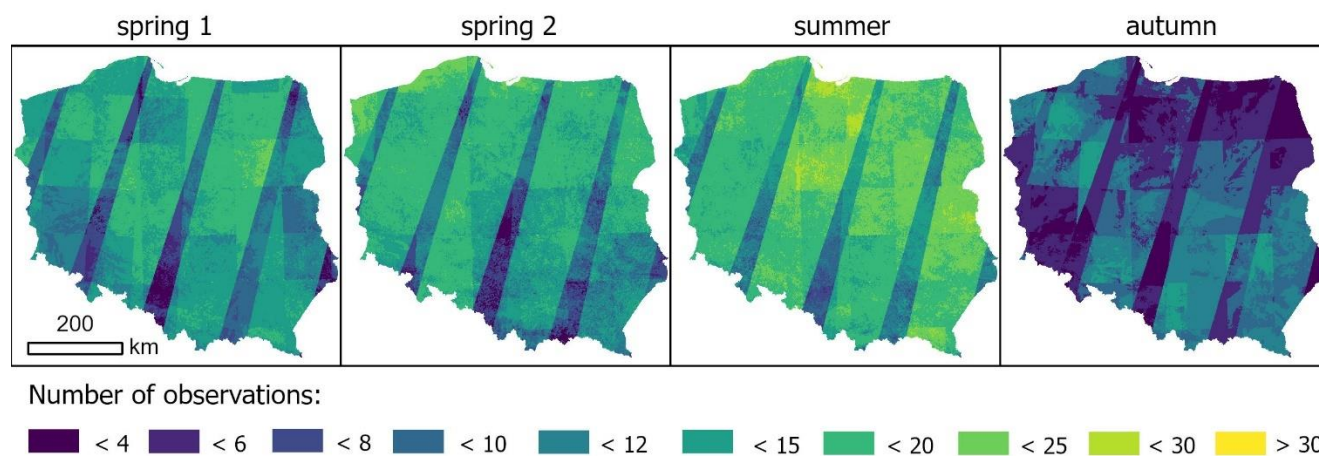 spring 1 spring 2 summer autumn
200
km
Number of observations:
< 4 < 6 < 8 < 10 < 12 < 15 < 20 < 25 < 30 > 30